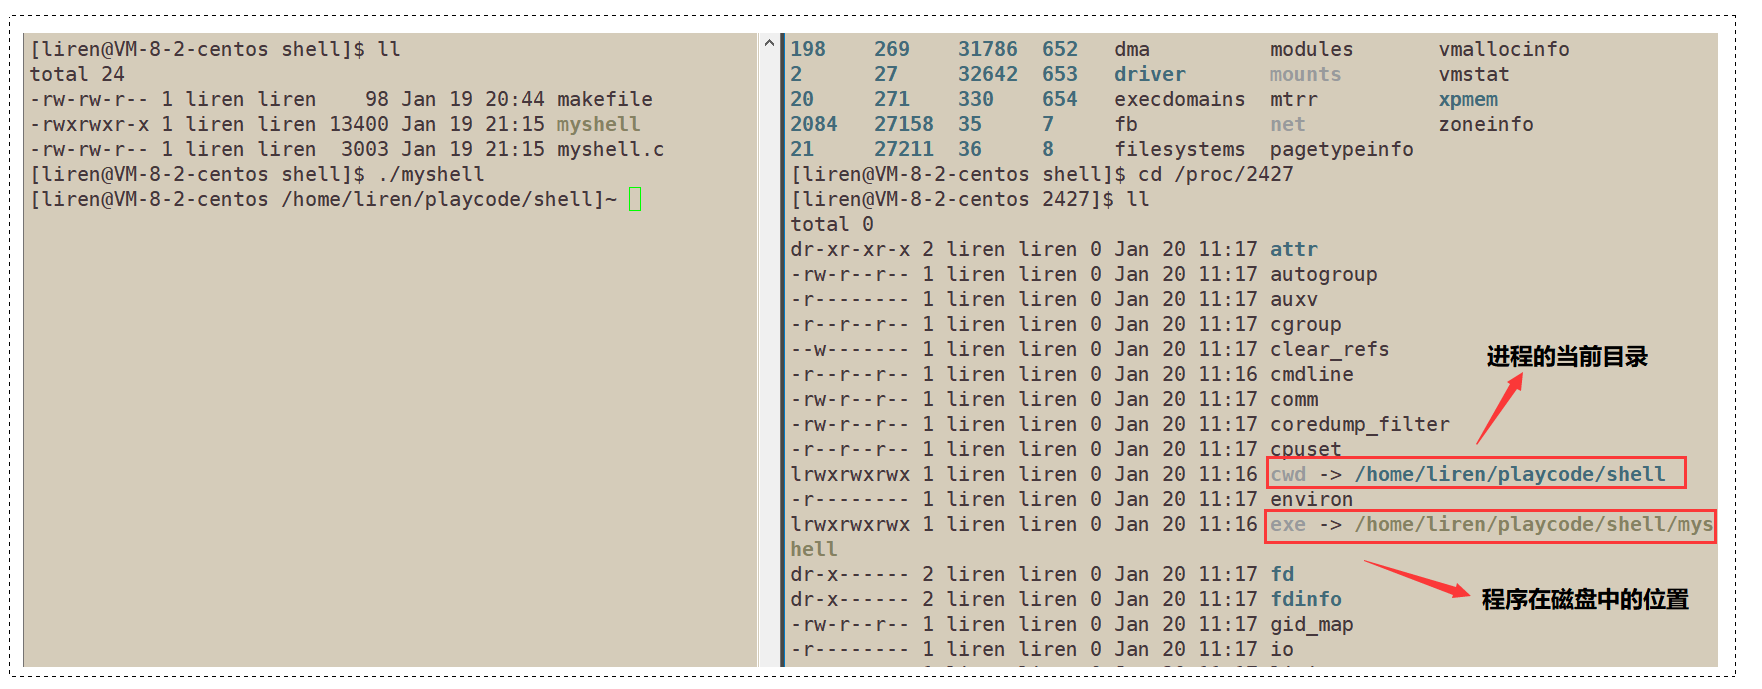 [liren@VM-8-2-centos shell]$ ll
total 24
-rw-rw-r-- 1 liren liren    98 Jan 19 20:44 makefile
-rwxrwxr-x 1 liren liren 13400 Jan 19 21:15 myshell
-rw-rw-r-- 1 liren liren  3003 Jan 19 21:15 myshell.c
[liren@VM-8-2-centos shell]$ ./myshell
[liren@VM-8-2-centos /home/liren/playcode/shell]~
198    269    31786  652   dma          modules       vmallocinfo
2      27     32642  653   driver       mounts        vmstat
20     271    330    654   execdomains  mtrr          xpmem
2084   27158  35     7     fb           net           zoneinfo
21     27211  36     8     filesystems  pagetypeinfo
[liren@VM-8-2-centos shell]$ cd /proc/2427
[liren@VM-8-2-centos 2427]$ ll
total 0
dr-xr-xr-x 2 liren liren 0 Jan 20 11:17 attr
-rw-r--r-- 1 liren liren 0 Jan 20 11:17 autogroup
-r-------- 1 liren liren 0 Jan 20 11:17 auxv
-r--r--r-- 1 liren liren 0 Jan 20 11:17 cgroup
--w------- 1 liren liren 0 Jan 20 11:17 clear_refs
-r--r--r-- 1 liren liren 0 Jan 20 11:16 cmdline
-rw-r--r-- 1 liren liren 0 Jan 20 11:17 comm
-rw-r--r-- 1 liren liren 0 Jan 20 11:17 coredump_filter
-r--r--r-- 1 liren liren 0 Jan 20 11:17 cpuset
lrwxrwxrwx 1 liren liren 0 Jan 20 11:16 cwd -> /home/liren/playcode/shell
-r-------- 1 liren liren 0 Jan 20 11:17 environ
lrwxrwxrwx 1 liren liren 0 Jan 20 11:16 exe -> /home/liren/playcode/shell/mys
hell
dr-x------ 2 liren liren 0 Jan 20 11:17 fd
dr-x------ 2 liren liren 0 Jan 20 11:17 fdinfo
-rw-r--r-- 1 liren liren 0 Jan 20 11:17 gid_map
-r-------- 1 liren liren 0 Jan 20 11:17 io
进程的当前目录
程序在磁盘中的位置